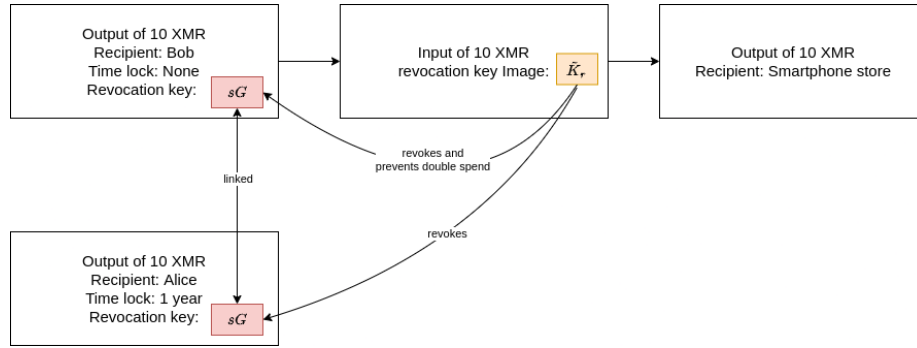 Output of 10 XMR
Recipient: Bob
Time lock: None
Revocation key:
sG
Input of 10 XMR
revocation key Image:
K̃_r
Output of 10 XMR
Recipient: Smartphone store
revokes and
prevents double spend
linked
revokes
Output of 10 XMR
Recipient: Alice
Time lock: 1 year
Revocation key:
sG